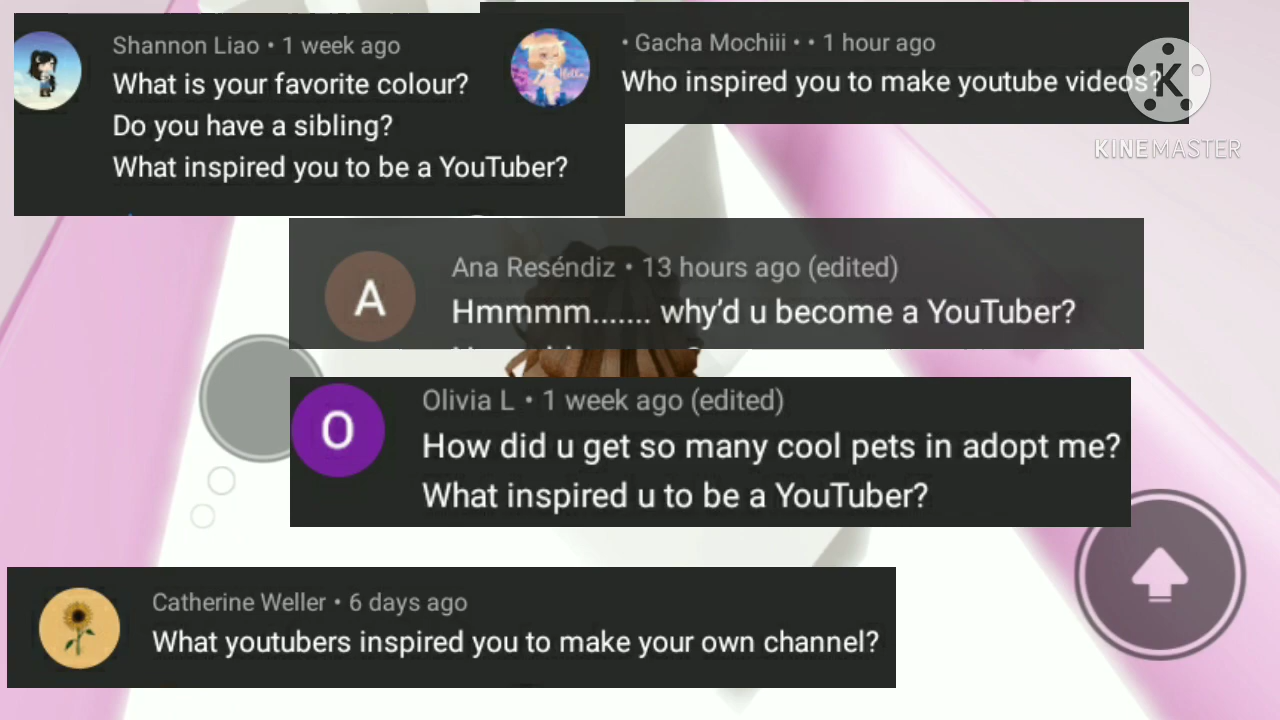 Shannon Liao • 1 week ago
What is your favorite colour?
Do you have a sibling?
What inspired you to be a YouTuber?
Hello
• Gacha Mochiii • • 1 hour ago
Who inspired you to make youtube videos?
K
KINEMASTER
A
Ana Reséndiz • 13 hours ago (edited)
Hmmmm....... why’d u become a YouTuber?
O
Olivia L • 1 week ago (edited)
How did u get so many cool pets in adopt me?
What inspired u to be a YouTuber?
Catherine Weller • 6 days ago
What youtubers inspired you to make your own channel?